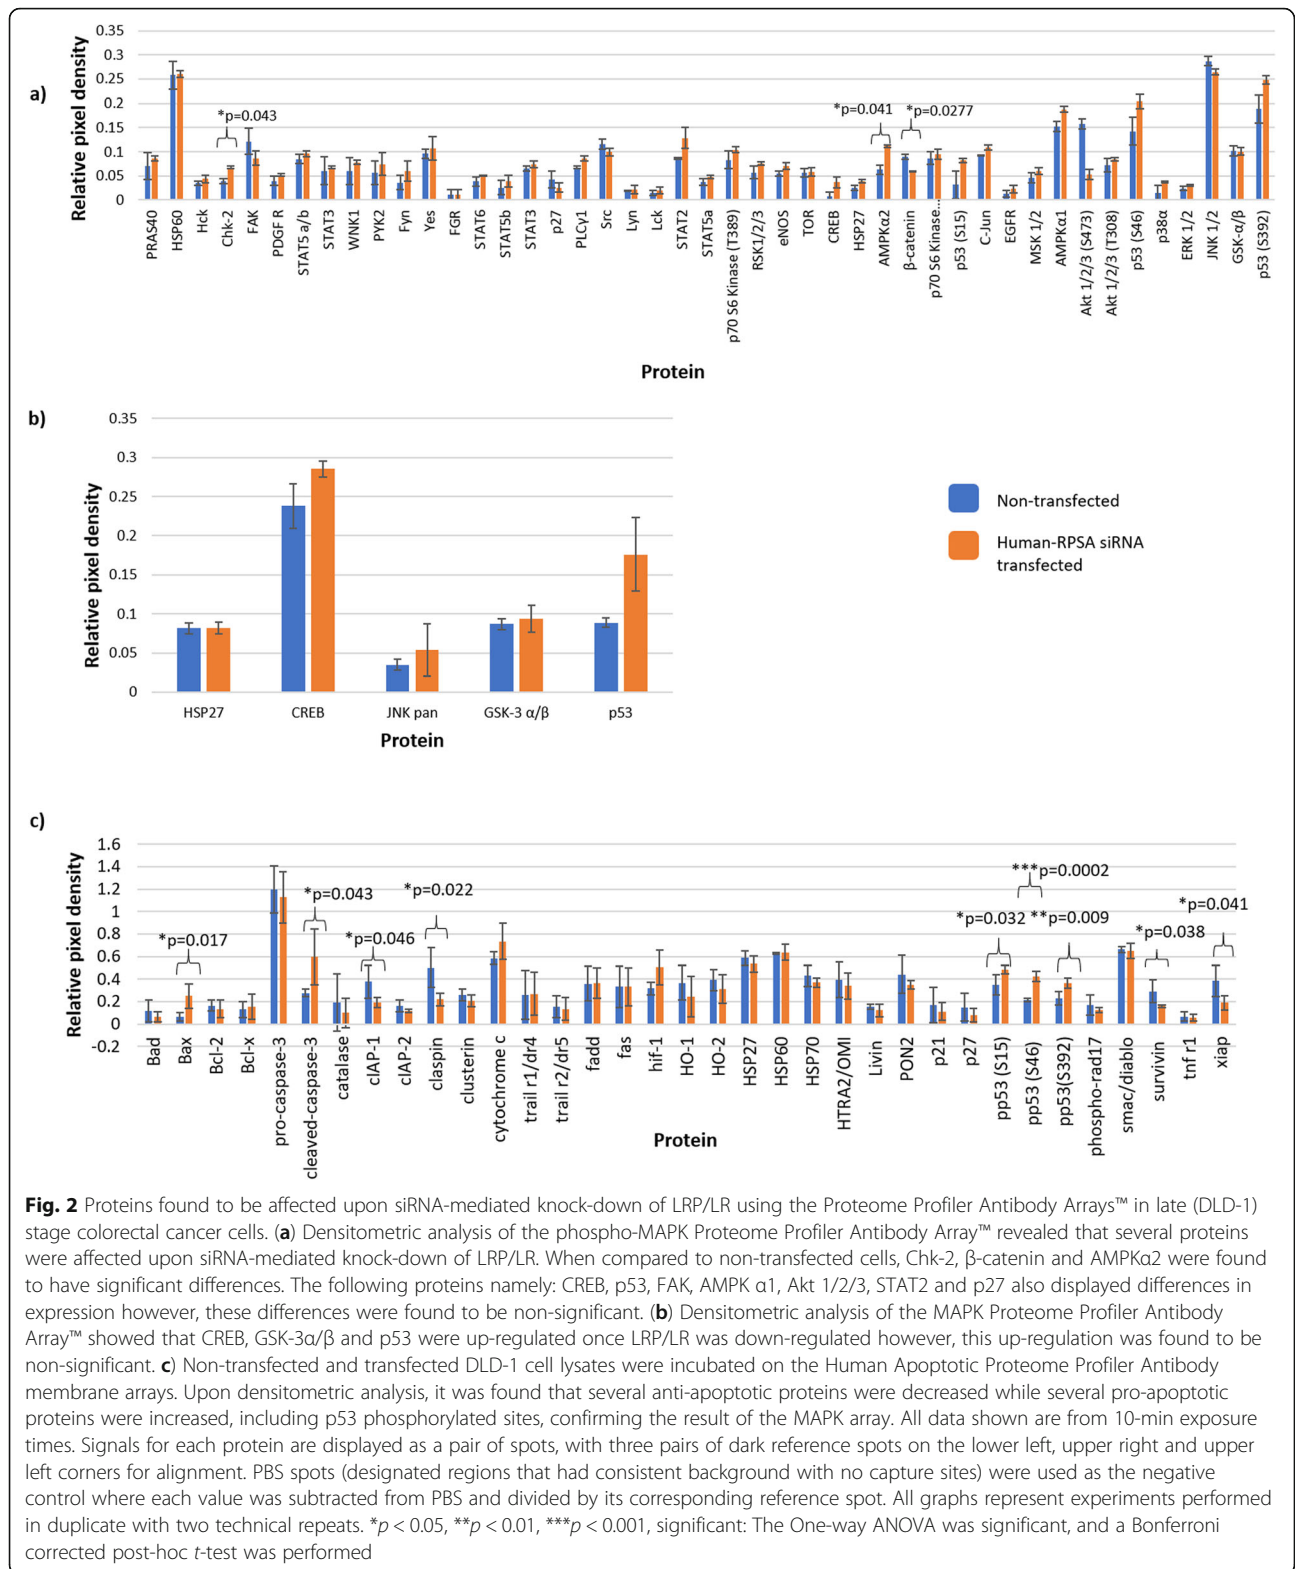 a)
Relative pixel density
0.35
0.3
0.25
0.2
0.15
0.1
0.05
0
*p=0.043
*p=0.041
*p=0.0277
PRAS40
HSP60
Hck
Chk-2
FAK
PDGF R
STAT5 a/b
STAT3
WNK1
PYK2
Fyn
Yes
FGR
STAT6
STAT5b
STAT3
p27
PLCγ1
Src
Lyn
Lck
STAT2
STAT5a
p70 S6 Kinase (T389)
RSK1/2/3
eNOS
TOR
CREB
HSP27
AMPKα2
β-catenin
p70 S6 Kinase...
p53 (S15)
C-Jun
EGFR
MSK 1/2
AMPKα1
Akt 1/2/3 (S473)
Akt 1/2/3 (T308)
p53 (S46)
p38α
ERK 1/2
JNK 1/2
GSK-α/β
p53 (S392)
Protein
b)
Relative pixel density
0.35
0.3
0.25
0.2
0.15
0.1
0.05
0
HSP27
CREB
JNK pan
GSK-3 α/β
p53
Protein
Non-transfected
Human-RPSA siRNA
transfected
c)
Relative pixel density
1.6
1.4
1.2
1
0.8
0.6
0.4
0.2
0
-0.2
*p=0.017
*p=0.043
*p=0.046
*p=0.022
*p=0.032
***p=0.0002
**p=0.009
*p=0.038
*p=0.041
Bad
Bax
Bcl-2
Bcl-x
pro-caspase-3
cleaved-caspase-3
catalase
cIAP-1
cIAP-2
claspin
clusterin
cytochrome c
trail r1/dr4
trail r2/dr5
fadd
fas
hif-1
HO-1
HO-2
HSP27
HSP60
HSP70
HTRA2/OMI
Livin
PON2
p21
p27
pp53 (S15)
pp53 (S46)
pp53(S392)
phospho-rad17
smac/diablo
survivin
tnf r1
xiap
Protein
Fig. 2 Proteins found to be affected upon siRNA-mediated knock-down of LRP/LR using the Proteome Profiler Antibody Arrays™ in late (DLD-1)
stage colorectal cancer cells. (a) Densitometric analysis of the phospho-MAPK Proteome Profiler Antibody Array™ revealed that several proteins
were affected upon siRNA-mediated knock-down of LRP/LR. When compared to non-transfected cells, Chk-2, β-catenin and AMPKα2 were found
to have significant differences. The following proteins namely: CREB, p53, FAK, AMPK α1, Akt 1/2/3, STAT2 and p27 also displayed differences in
expression however, these differences were found to be non-significant. (b) Densitometric analysis of the MAPK Proteome Profiler Antibody
Array™ showed that CREB, GSK-3α/β and p53 were up-regulated once LRP/LR was down-regulated however, this up-regulation was found to be
non-significant. c) Non-transfected and transfected DLD-1 cell lysates were incubated on the Human Apoptotic Proteome Profiler Antibody
membrane arrays. Upon densitometric analysis, it was found that several anti-apoptotic proteins were decreased while several pro-apoptotic
proteins were increased, including p53 phosphorylated sites, confirming the result of the MAPK array. All data shown are from 10-min exposure
times. Signals for each protein are displayed as a pair of spots, with three pairs of dark reference spots on the lower left, upper right and upper
left corners for alignment. PBS spots (designated regions that had consistent background with no capture sites) were used as the negative
control where each value was subtracted from PBS and divided by its corresponding reference spot. All graphs represent experiments performed
in duplicate with two technical repeats. *p < 0.05, **p < 0.01, ***p < 0.001, significant: The One-way ANOVA was significant, and a Bonferroni
corrected post-hoc t-test was performed